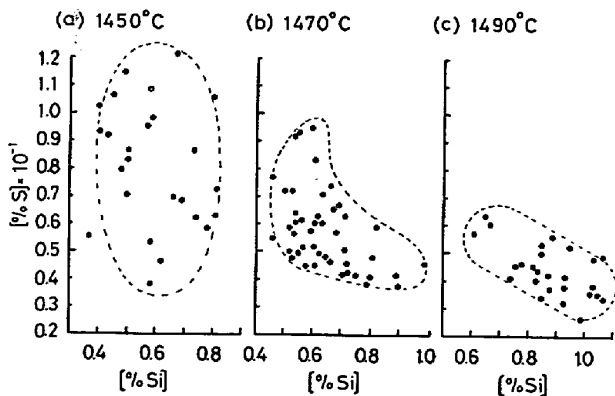 (a) 1450°C
(b) 1470°C
(c) 1490°C
[% S] × 10⁻¹
1.2
1.1
1.0
0.9
0.8
0.7
0.6
0.5
0.4
0.3
0.2
0.4 0.6 0.8
0.4 0.6 0.8 1.0
0.6 0.8 1.0
[% Si]
[% Si]
[% Si]